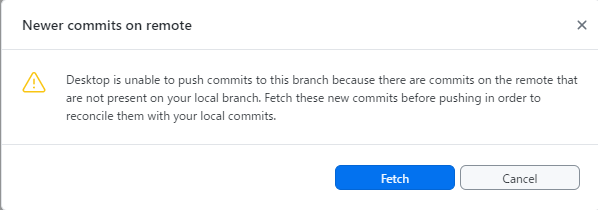 Newer commits on remote
Desktop is unable to push commits to this branch because there are commits on the remote that
are not present on your local branch. Fetch these new commits before pushing in order to
reconcile them with your local commits.
Fetch
Cancel